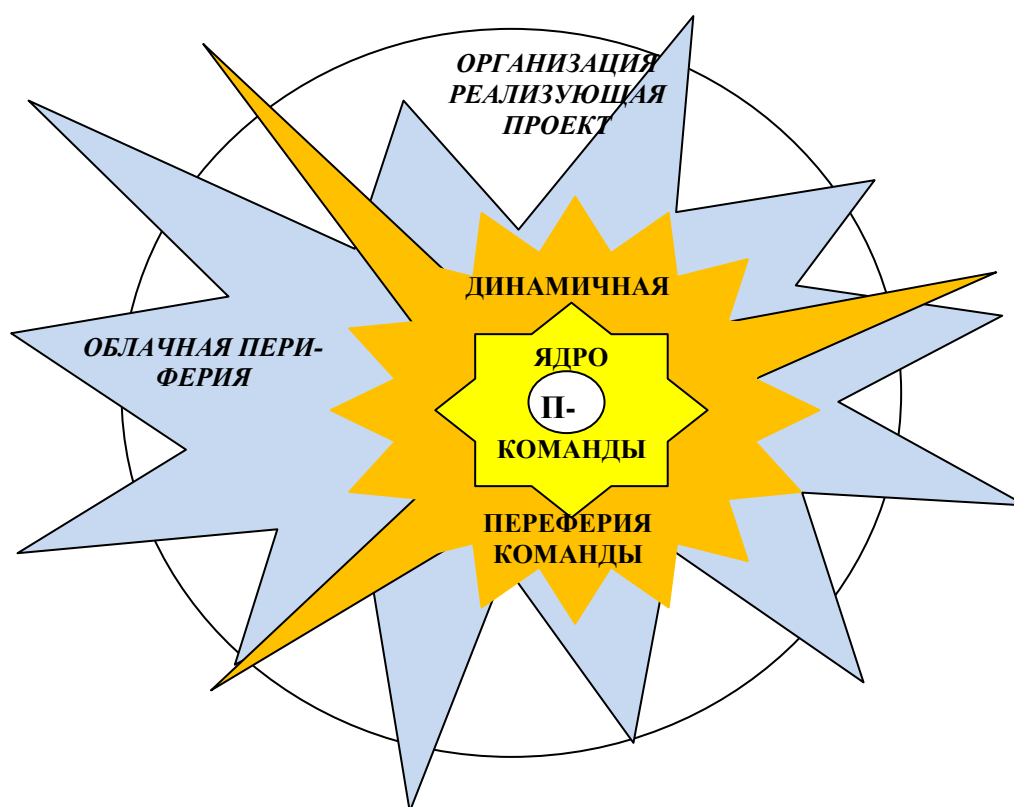 ОРГАНИЗАЦИЯ
РЕАЛИЗУЮЩАЯ
ПРОЕКТ
ДИНАМИЧНАЯ
ОБЛАЧНАЯ ПЕРИ-
ФЕРИЯ
ЯДРО
П-
КОМАНДЫ
ПЕРЕФЕРИЯ
КОМАНДЫ